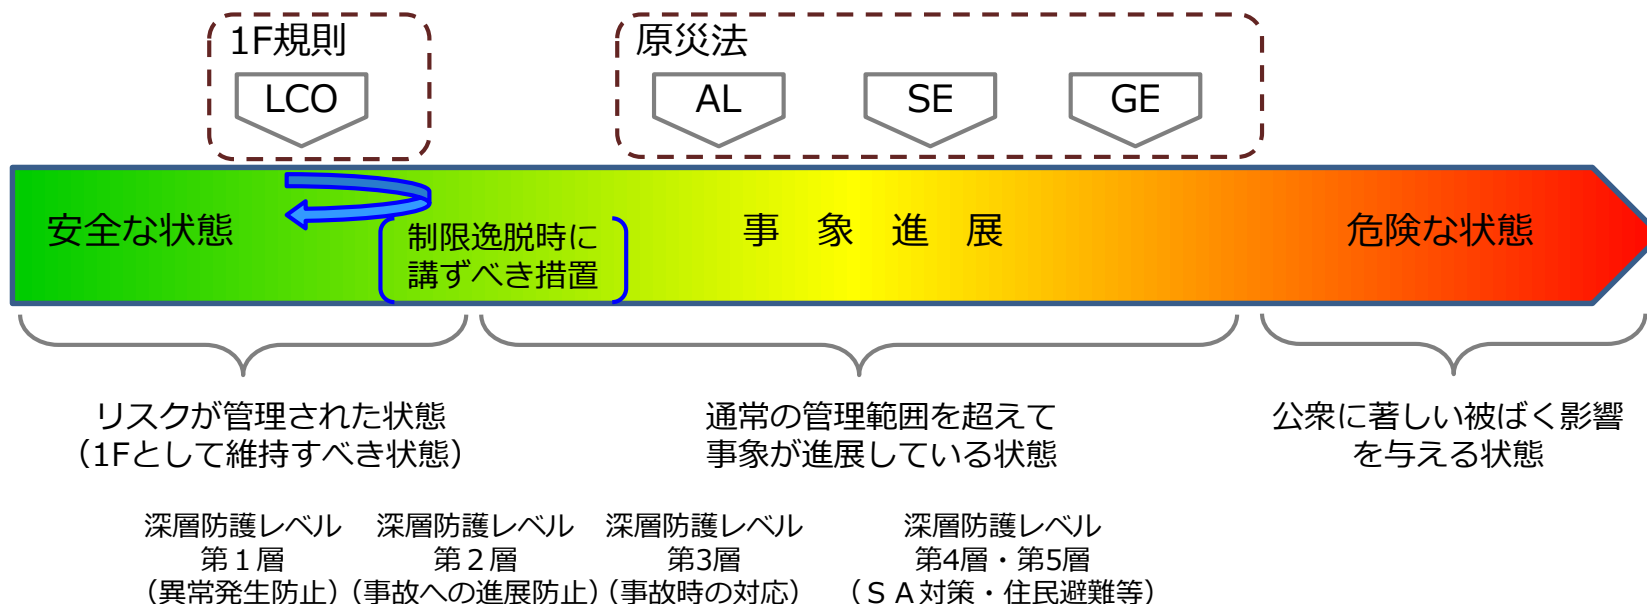 1F規則
原災法
LCO
AL
SE
GE
安全な状態
制限逸脱時に
講ずべき措置
事 象 進 展
危険な状態
リスクが管理された状態
（1Fとして維持すべき状態）
通常の管理範囲を超えて
事象が進展している状態
公衆に著しい被ばく影響
を与える状態
深層防護レベル
第１層
（異常発生防止）
深層防護レベル
第２層
（事故への進展防止）
深層防護レベル
第3層
（事故時の対応）
深層防護レベル
第4層・第5層
（ＳＡ対策・住民避難等）